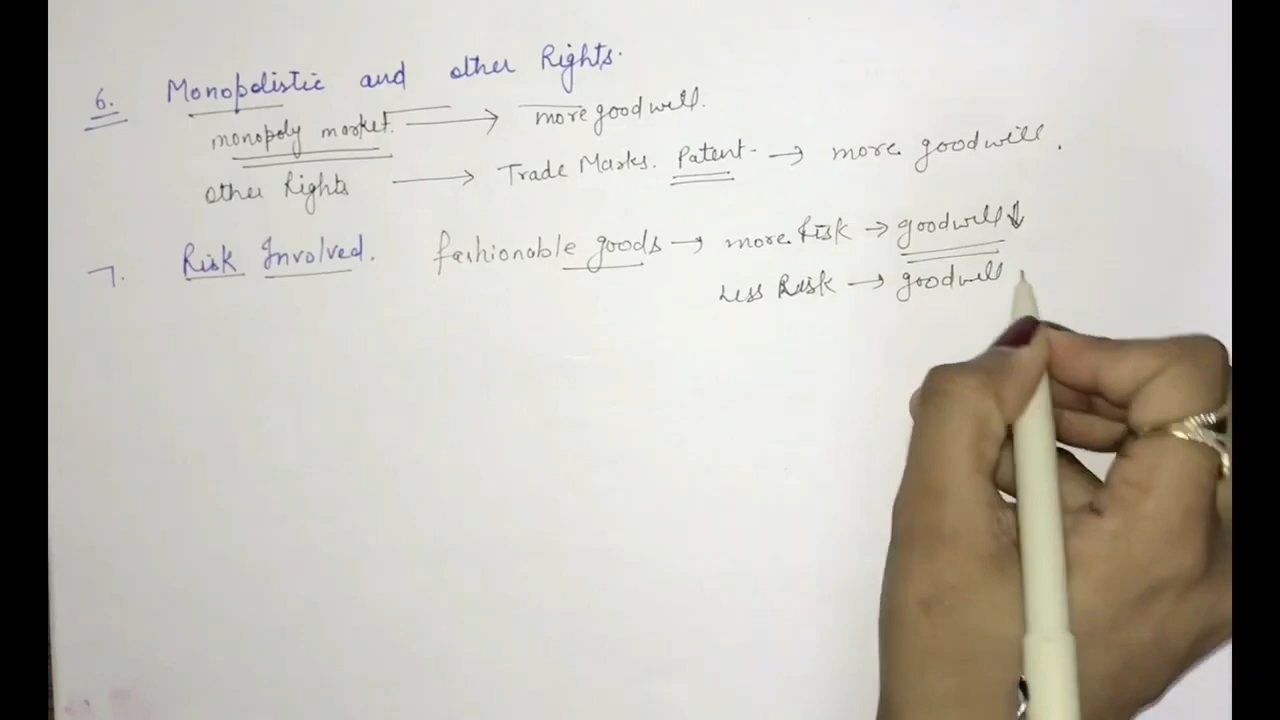 6. Monopolistic and other Rights.
monopoly market. → more goodwill.
other Rights → Trade Marks. Patent → more goodwill.
7. Risk Involved. fashionable goods → more Risk → goodwill ↓
Less Risk → goodwill